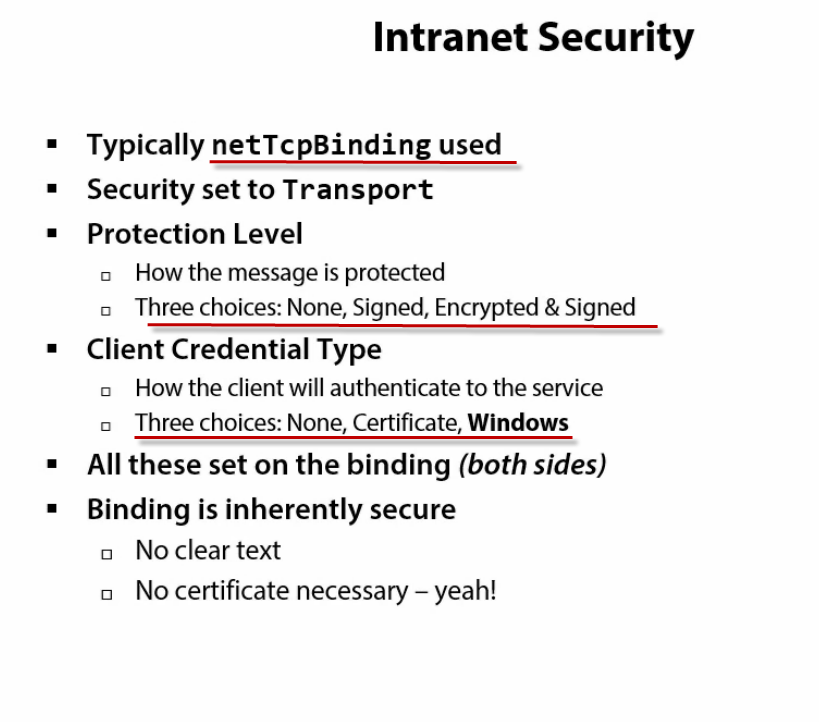 Intranet Security
Typically netTcpBinding used
Security set to Transport
Protection Level
How the message is protected
Three choices: None, Signed, Encrypted & Signed
Client Credential Type
How the client will authenticate to the service
Three choices: None, Certificate, Windows
All these set on the binding (both sides)
Binding is inherently secure
No clear text
No certificate necessary – yeah!